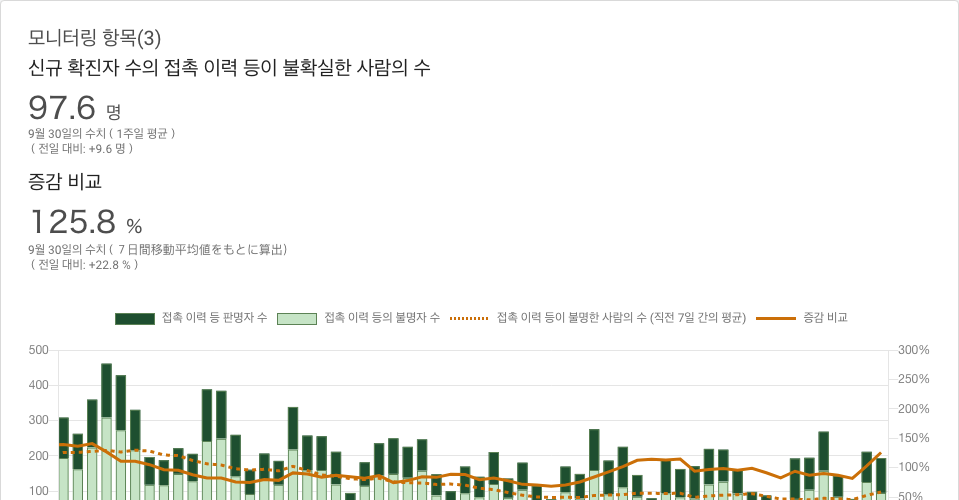 모니터링 항목(3)
신규 확진자 수의 접촉 이력 등이 불확실한 사람의 수
97.6 명
9월 30일의 수치 ( 1주일 평균 )
( 전일 대비: +9.6 명 )
증감 비교
125.8 %
9월 30일의 수치 ( ７日間移動平均値をもとに算出)
( 전일 대비: +22.8 % )
접촉 이력 등 판명자 수 접촉 이력 등의 불명자 수 접촉 이력 등이 불명한 사람의 수 (직전 7일 간의 평균) 증감 비교
500 300%
250%
400
200%
300
150%
200
100%
100
50%